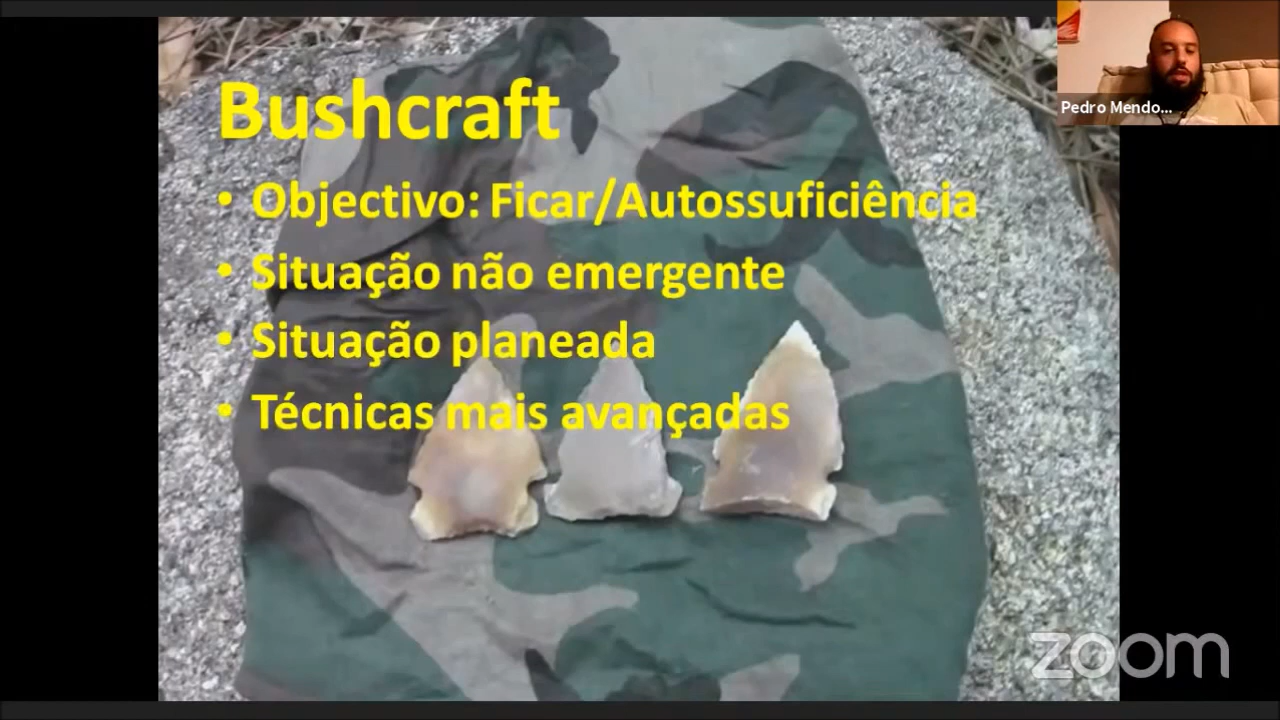 Bushcraft
• Objectivo: Ficar/Autossuficiência
• Situação não emergente
• Situação planeada
• Técnicas mais avançadas
Pedro Mendo...
zoom